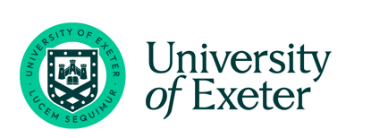 UNIVERSITY OF EXETER
LUCEM SEQUIMUR
University
of Exeter